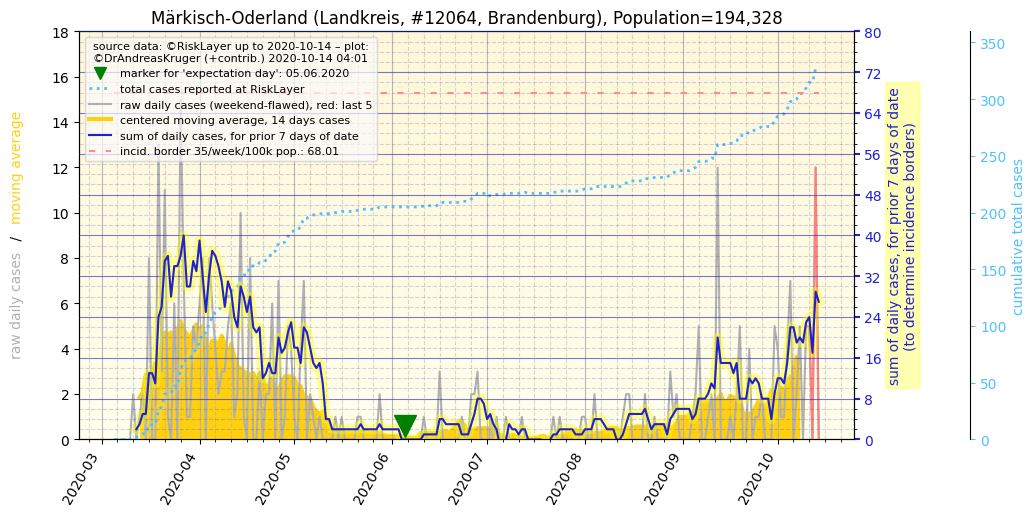 Märkisch-Oderland (Landkreis, #12064, Brandenburg), Population=194,328
source data: ©RiskLayer up to 2020-10-14 – plot:
©DrAndreasKruger (+contrib.) 2020-10-14 04:01
marker for 'expectation day': 05.06.2020
total cases reported at RiskLayer
raw daily cases (weekend-flawed), red: last 5
centered moving average, 14 days cases
sum of daily cases, for prior 7 days of date
incid. border 35/week/100k pop.: 68.01
raw daily cases / moving average
18
16
14
12
10
8
6
4
2
0
2020-03
2020-04
2020-05
2020-06
2020-07
2020-08
2020-09
2020-10
80
72
64
56
48
40
32
24
16
8
0
sum of daily cases, for prior 7 days of date
(to determine incidence borders)
350
300
250
200
150
100
50
0
cumulative total cases